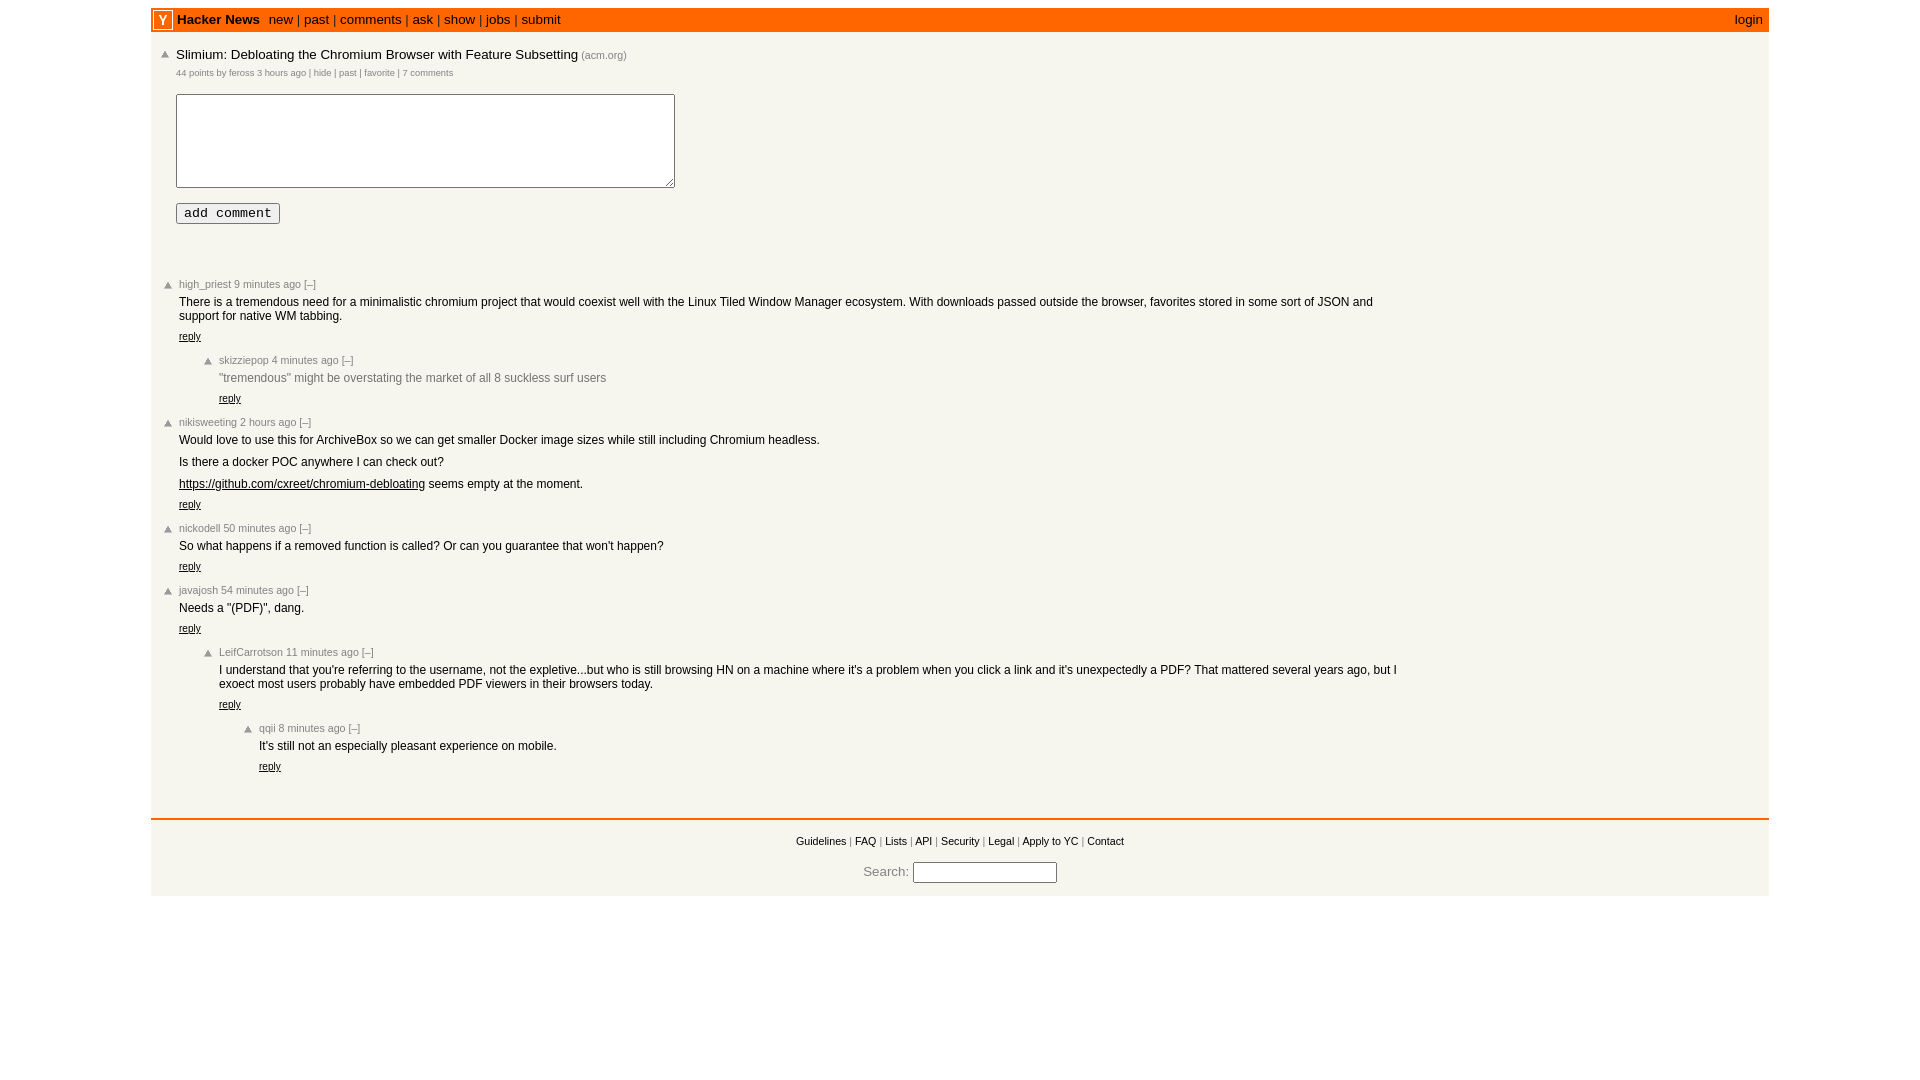 Y Hacker News new | past | comments | ask | show | jobs | submit login
Slimium: Debloating the Chromium Browser with Feature Subsetting (acm.org)
44 points by feross 3 hours ago | hide | past | favorite | 7 comments
add comment
high_priest 9 minutes ago [–]
There is a tremendous need for a minimalistic chromium project that would coexist well with the Linux Tiled Window Manager ecosystem. With downloads passed outside the browser, favorites stored in some sort of JSON and
support for native WM tabbing.
reply
skizziepop 4 minutes ago [–]
"tremendous" might be overstating the market of all 8 suckless surf users
reply
nikisweeting 2 hours ago [–]
Would love to use this for ArchiveBox so we can get smaller Docker image sizes while still including Chromium headless.
Is there a docker POC anywhere I can check out?
https://github.com/cxreet/chromium-debloating seems empty at the moment.
reply
nickodell 50 minutes ago [–]
So what happens if a removed function is called? Or can you guarantee that won't happen?
reply
javajosh 54 minutes ago [–]
Needs a "(PDF)", dang.
reply
LeifCarrotson 11 minutes ago [–]
I understand that you're referring to the username, not the expletive...but who is still browsing HN on a machine where it's a problem when you click a link and it's unexpectedly a PDF? That mattered several years ago, but I
exoect most users probably have embedded PDF viewers in their browsers today.
reply
qqii 8 minutes ago [–]
It's still not an especially pleasant experience on mobile.
reply
Guidelines | FAQ | Lists | API | Security | Legal | Apply to YC | Contact
Search: